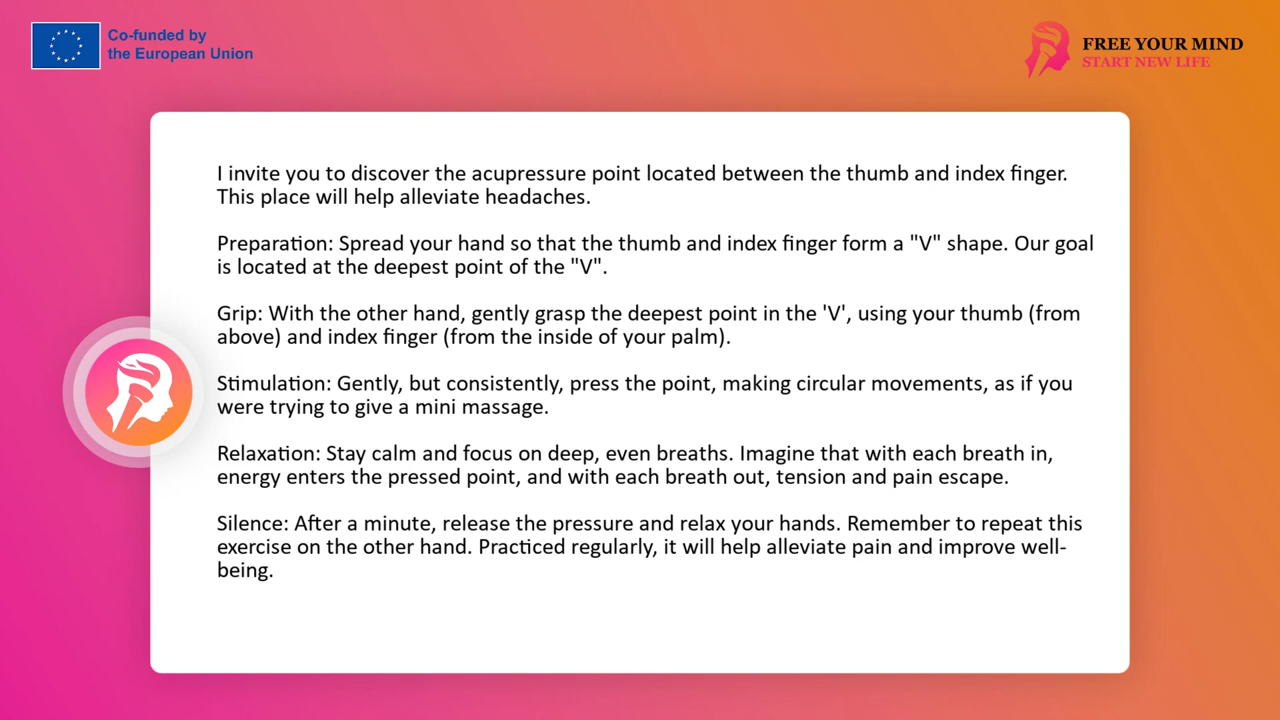 Co-funded by
the European Union
FREE YOUR MIND
START NEW LIFE
I invite you to discover the acupressure point located between the thumb and index finger.
This place will help alleviate headaches.
Preparation: Spread your hand so that the thumb and index finger form a "V" shape. Our goal
is located at the deepest point of the "V".
Grip: With the other hand, gently grasp the deepest point in the 'V', using your thumb (from
above) and index finger (from the inside of your palm).
Stimulation: Gently, but consistently, press the point, making circular movements, as if you
were trying to give a mini massage.
Relaxation: Stay calm and focus on deep, even breaths. Imagine that with each breath in,
energy enters the pressed point, and with each breath out, tension and pain escape.
Silence: After a minute, release the pressure and relax your hands. Remember to repeat this
exercise on the other hand. Practiced regularly, it will help alleviate pain and improve well-
being.